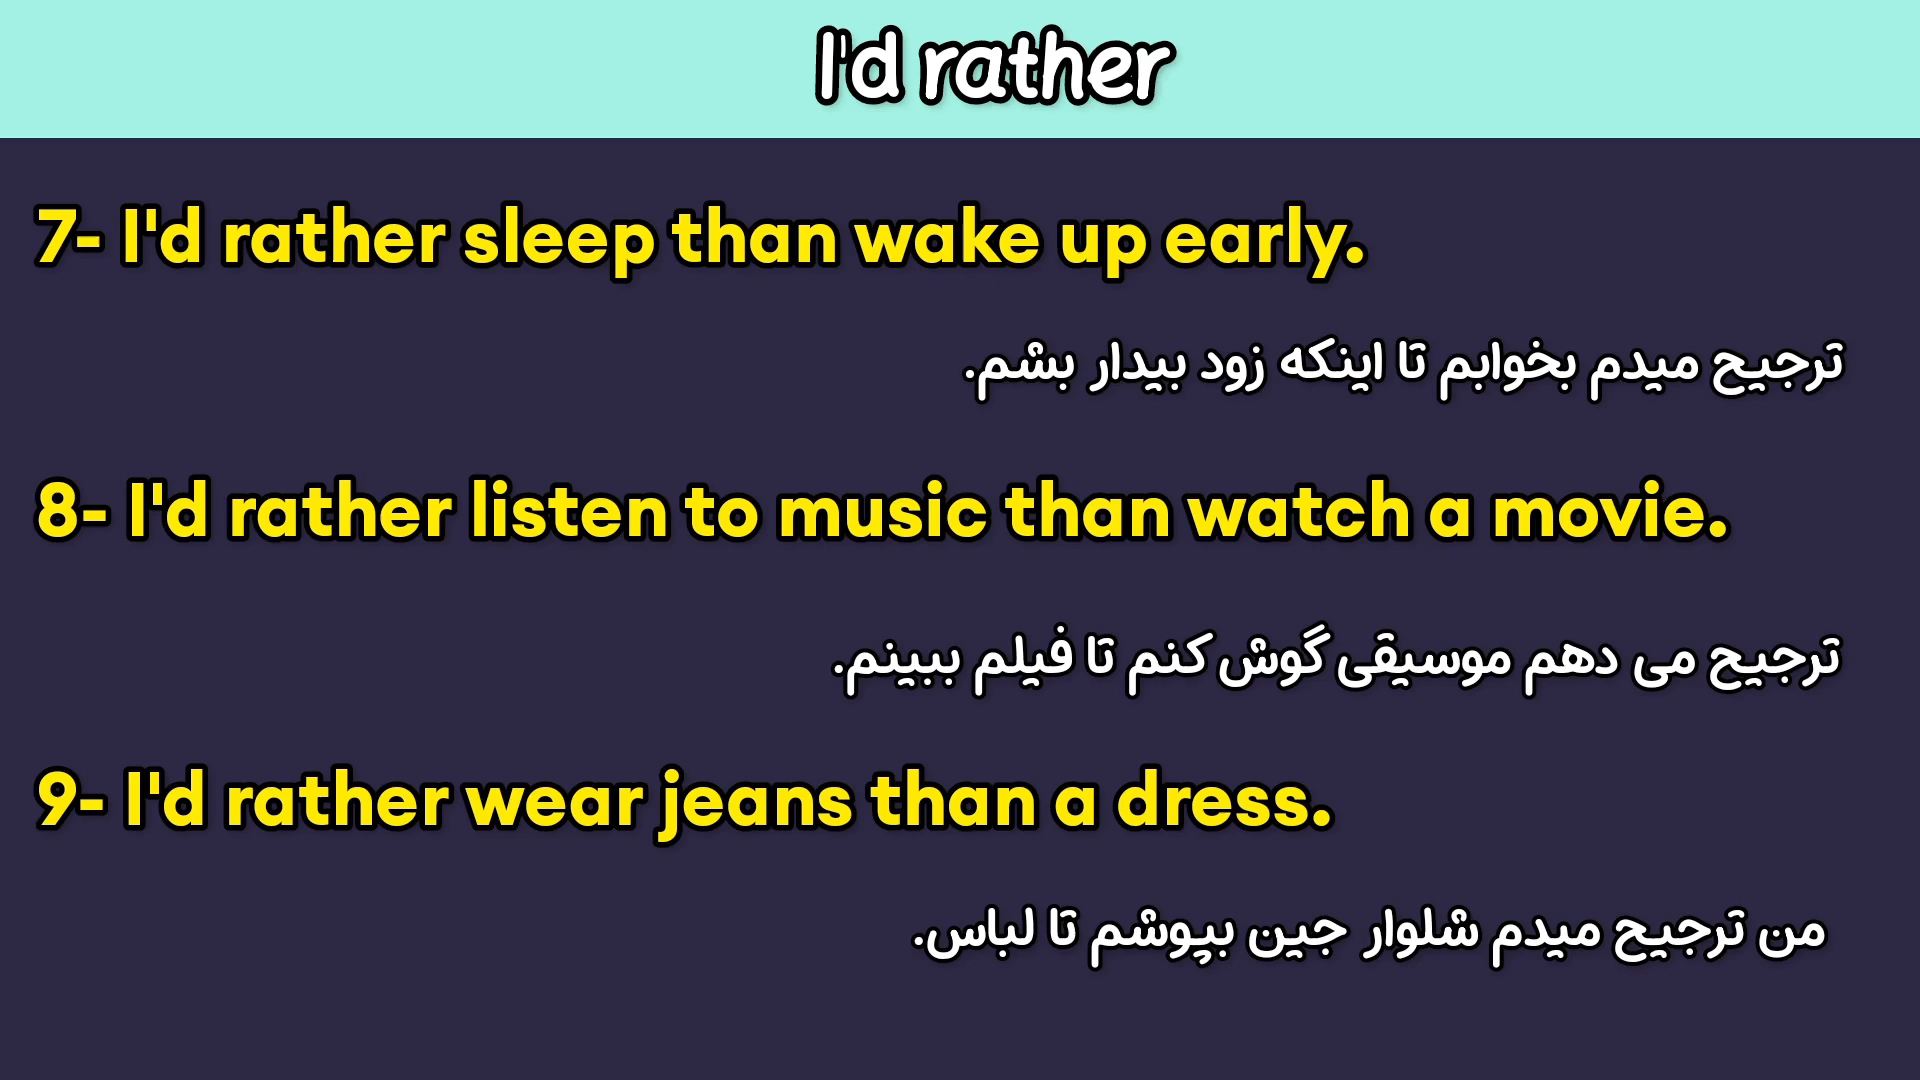 I'd rather
7- I'd rather sleep than wake up early.
ترجیح میدم بخوابم تا اینکه زود بیدار بشم.
8- I'd rather listen to music than watch a movie.
ترجیح می دهم موسیقی گوش کنم تا فیلم ببینم.
9- I'd rather wear jeans than a dress.
من ترجیح میدم شلوار جین بپوشم تا لباس.